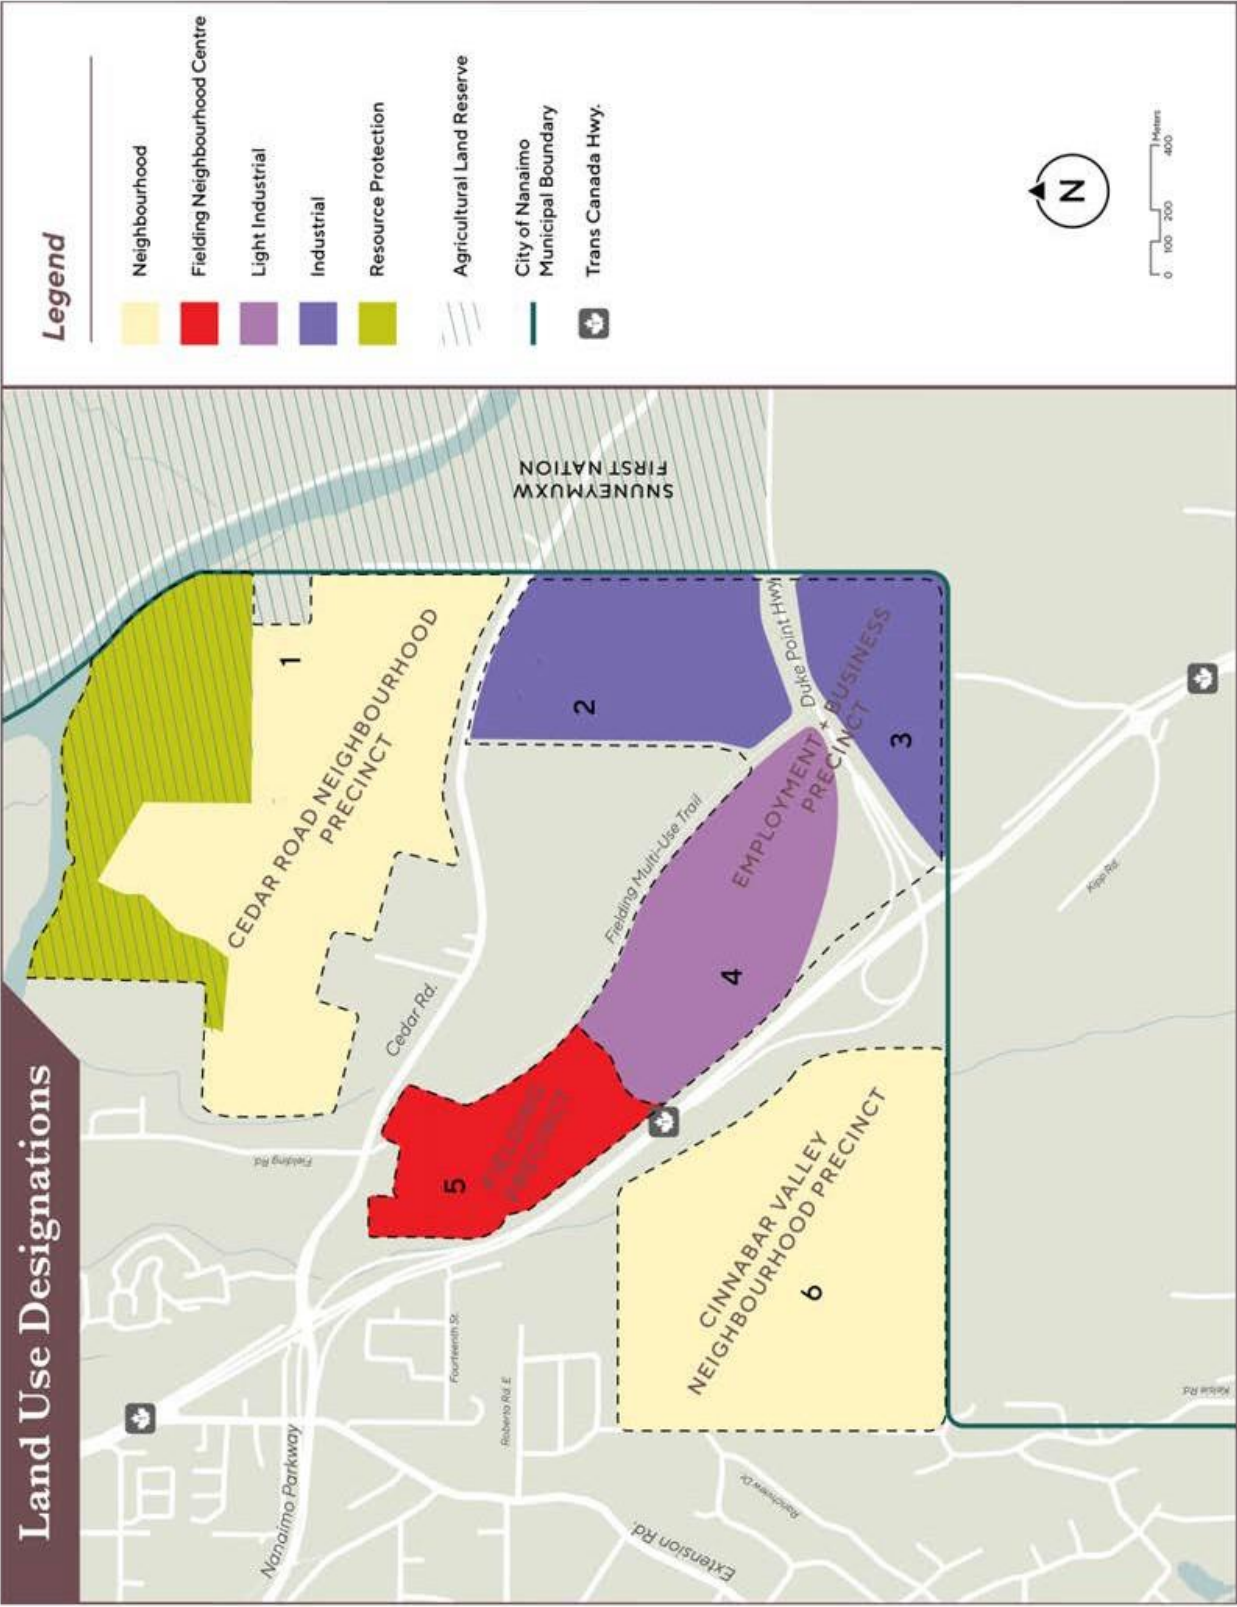 Land Use Designations
Legend
Neighbourhood
Fielding Neighbourhood Centre
Light Industrial
Industrial
Resource Protection
Agricultural Land Reserve
City of Nanaimo
Municipal Boundary
Trans Canada Hwy.
N
0 100 200 400
Meters
1
CEDAR ROAD NEIGHBOURHOOD
PRECINCT
SNUNEYMUXW
FIRST NATION
2
Duke Point Hwy
3
EMPLOYMENT + BUSINESS
PRECINCT
4
Fielding Multi-Use Trail
Cedar Rd.
Fielding Rd.
5
FIELDING
PRECINCT
6
CINNABAR VALLEY
NEIGHBOURHOOD PRECINCT
Kipp Rd.
Fourteenth St.
Roberta Rd. E
Nanaimo Parkway
Extension Rd.
Ranchview Dr.
Kelsie Rd.